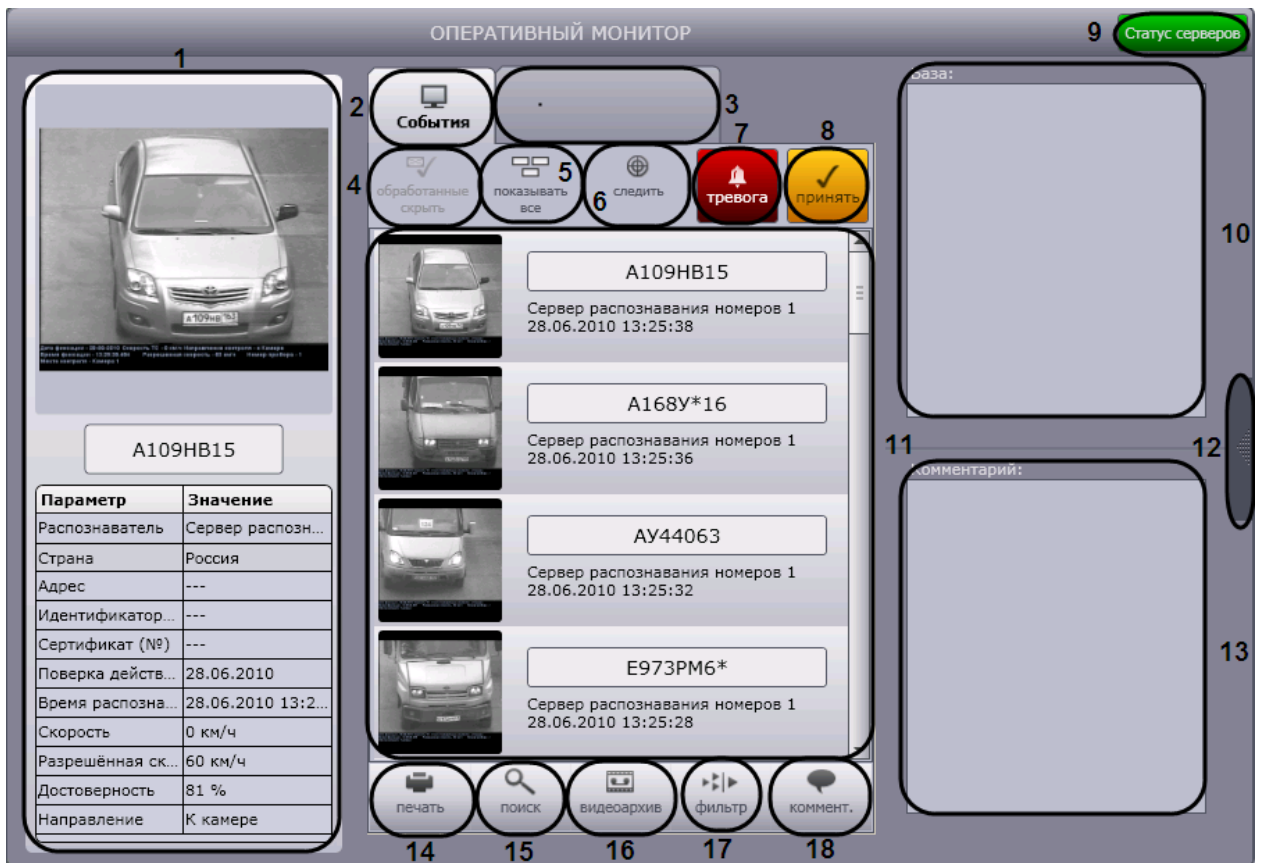 ОПЕРАТИВНЫЙ МОНИТОР
9
Статус серверов
1
А109НВ
А109НВ15
Параметр Значение
Распознаватель Сервер распозн...
Страна Россия
Адрес ---
Идентификатор... ---
Сертификат (№) ---
Поверка действ... 28.06.2010
Время распозна... 28.06.2010 13:2...
Скорость 0 км/ч
Разрешённая ск... 60 км/ч
Достоверность 81 %
Направление К камере
2
События
3
4
обработанные
скрыть
5
показывать
все
6
следить
7
тревога
8
принять
А109НВ15
Сервер распознавания номеров 1
28.06.2010 13:25:38
А168У*16
Сервер распознавания номеров 1
28.06.2010 13:25:36
АУ44063
Сервер распознавания номеров 1
28.06.2010 13:25:32
Е973РМ6*
Сервер распознавания номеров 1
28.06.2010 13:25:28
печать
поиск
видеоархив
фильтр
коммент.
14
15
16
17
18
База:
10
11
12
Комментарий:
13